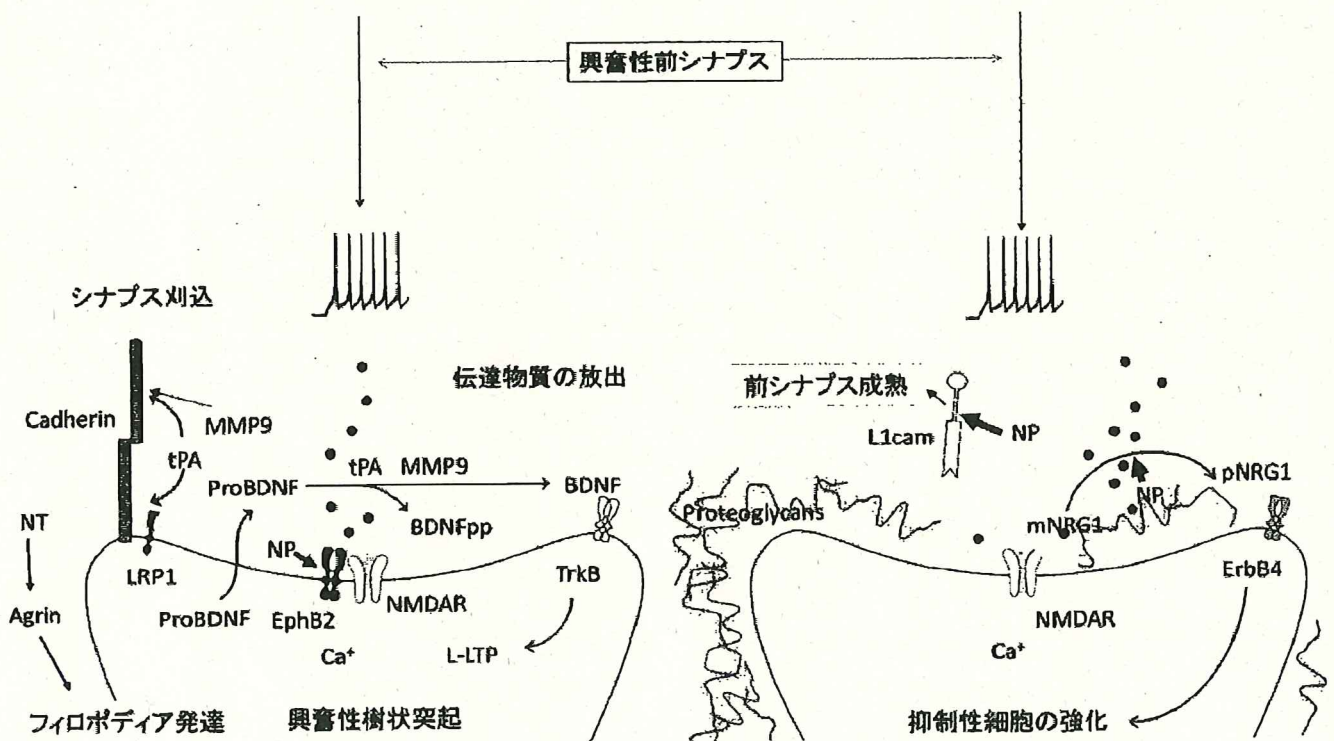 興奮性前シナプス
シナプス刈込
伝達物質の放出
Cadherin
MMP9
tPA
ProBDNF
tPA MMP9
BDNF
BDNFpp
NT
LRP1
NP
Agrin
ProBDNF
EphB2
NMDAR
TrkB
Ca⁺
L-LTP
フィロポディア発達
興奮性樹状突起
前シナプス成熟
L1cam
NP
pNRG1
NP
Proteoglycans
mNRG1
ErbB4
NMDAR
Ca⁺
抑制性細胞の強化